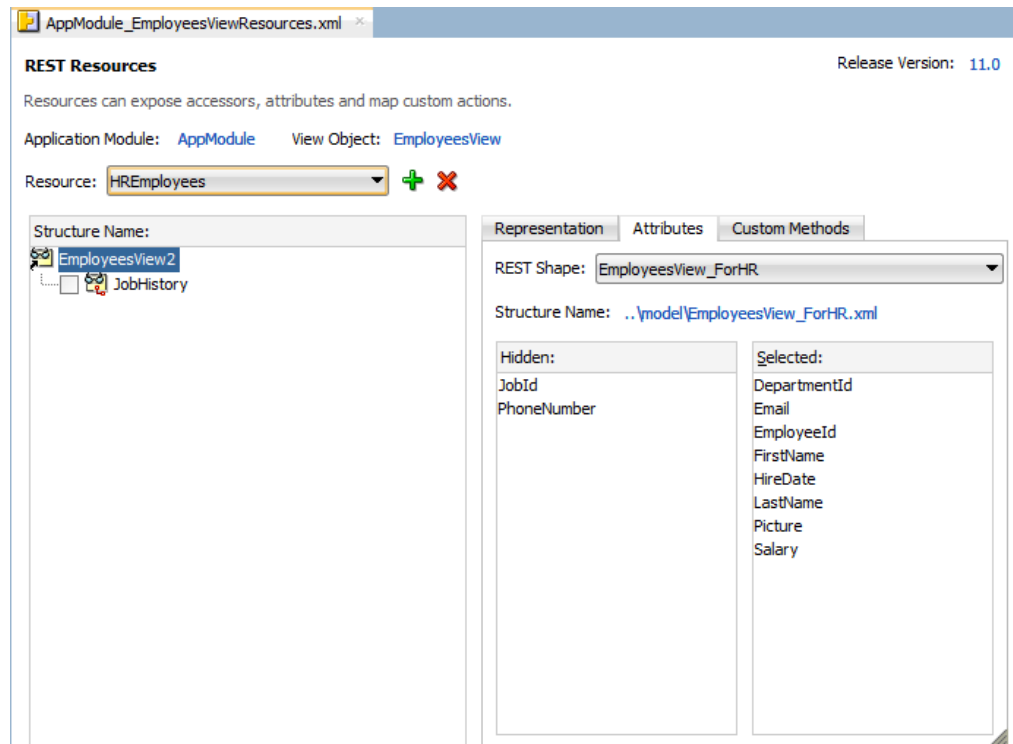 AppModule_EmployeesViewResources.xml
REST Resources
Release Version: 11.0
Resources can expose accessors, attributes and map custom actions.
Application Module: AppModule View Object: EmployeesView
Resource: HREmployees
Structure Name:
EmployeesView2
JobHistory
Representation Attributes Custom Methods
REST Shape: EmployeesView_ForHR
Structure Name: ..\model\EmployeesView_ForHR.xml
Hidden:
JobId
PhoneNumber
Selected:
DepartmentId
Email
EmployeeId
FirstName
HireDate
LastName
Picture
Salary